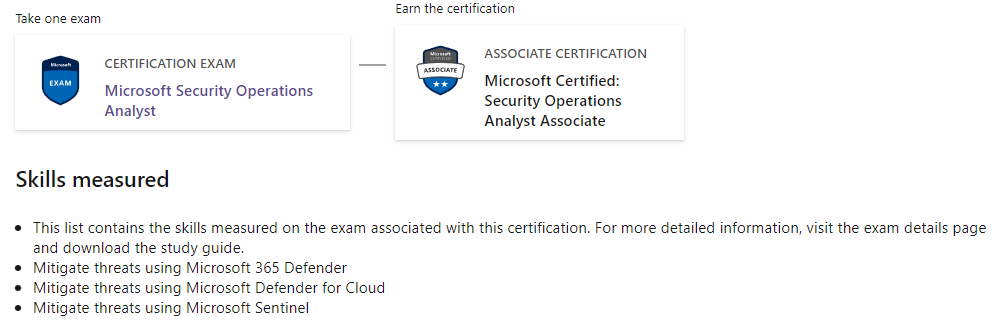 Take one exam
Earn the certification
Microsoft
EXAM
CERTIFICATION EXAM
Microsoft Security Operations
Analyst
Microsoft
CERTIFIED
ASSOCIATE
ASSOCIATE CERTIFICATION
Microsoft Certified:
Security Operations
Analyst Associate
Skills measured
This list contains the skills measured on the exam associated with this certification. For more detailed information, visit the exam details page
and download the study guide.
Mitigate threats using Microsoft 365 Defender
Mitigate threats using Microsoft Defender for Cloud
Mitigate threats using Microsoft Sentinel